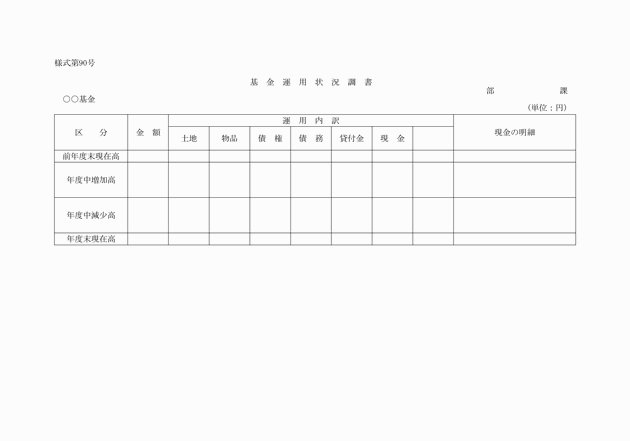 様式第90号
基　金　運　用　状　況　調　書
部　　　　　　　　課
〇〇基金
（単位：円）
区　　分　金　額　運　用　内　訳　現金の明細
土地　物品　債　権　債　務　貸付金　現　金
前年度末現在高
年度中増加高
年度中減少高
年度末現在高